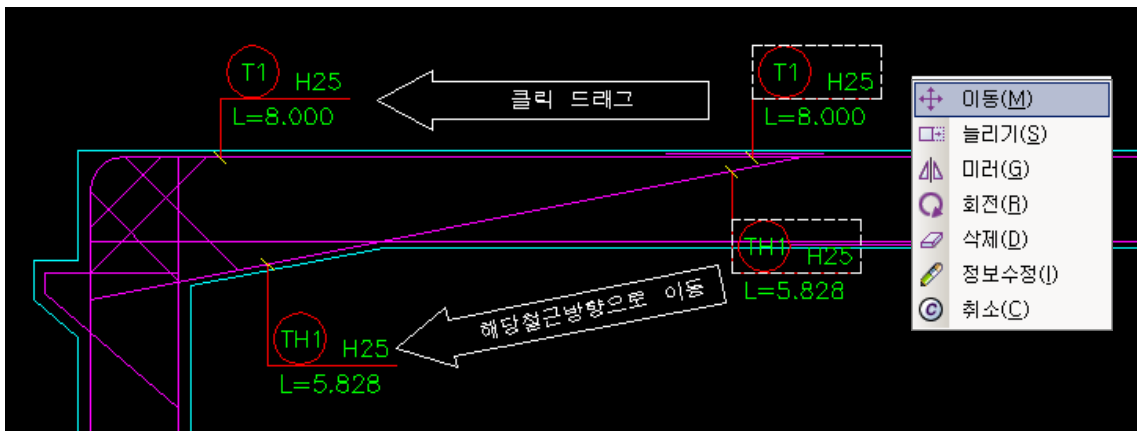 T1 H25
L=8.000
클릭 드래그
T1 H25
L=8.000
이동(M)
늘리기(S)
미러(G)
회전(R)
삭제(D)
정보수정(I)
취소(C)
TH1 H25
L=5.828
해당철근방향으로 이동
TH1 H25
L=5.828